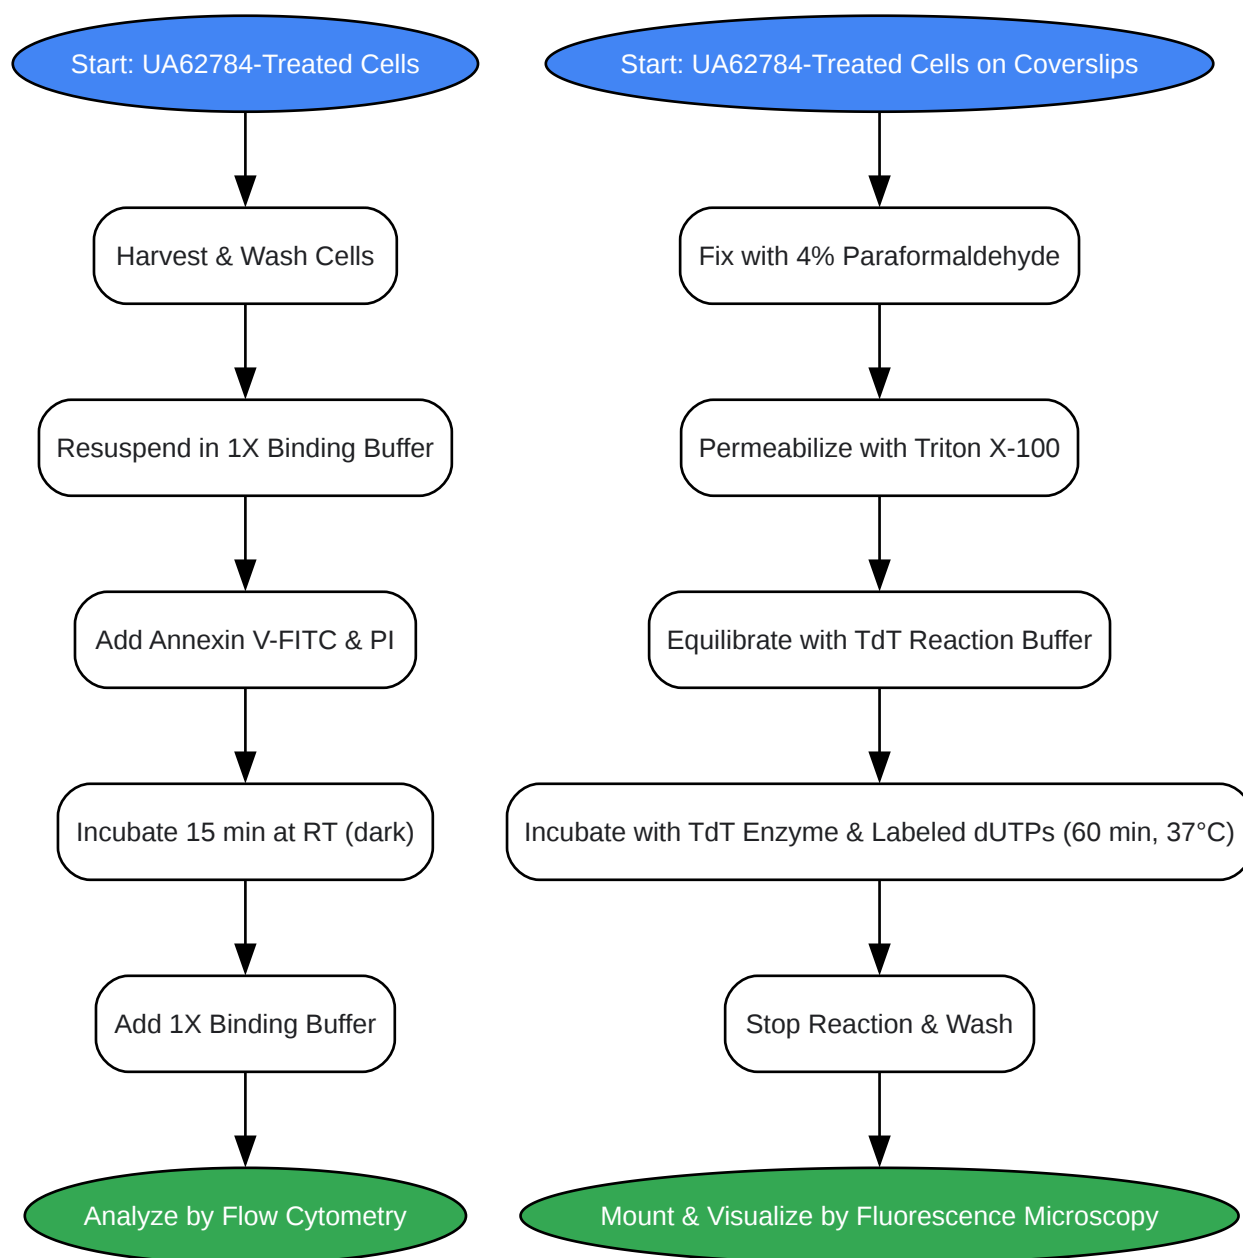 Start: UA62784-Treated Cells
Harvest & Wash Cells
Resuspend in 1X Binding Buffer
Add Annexin V-FITC & PI
Incubate 15 min at RT (dark)
Add 1X Binding Buffer
Analyze by Flow Cytometry
Start: UA62784-Treated Cells on Coverslips
Fix with 4% Paraformaldehyde
Permeabilize with Triton X-100
Equilibrate with TdT Reaction Buffer
Incubate with TdT Enzyme & Labeled dUTPs (60 min, 37°C)
Stop Reaction & Wash
Mount & Visualize by Fluorescence Microscopy